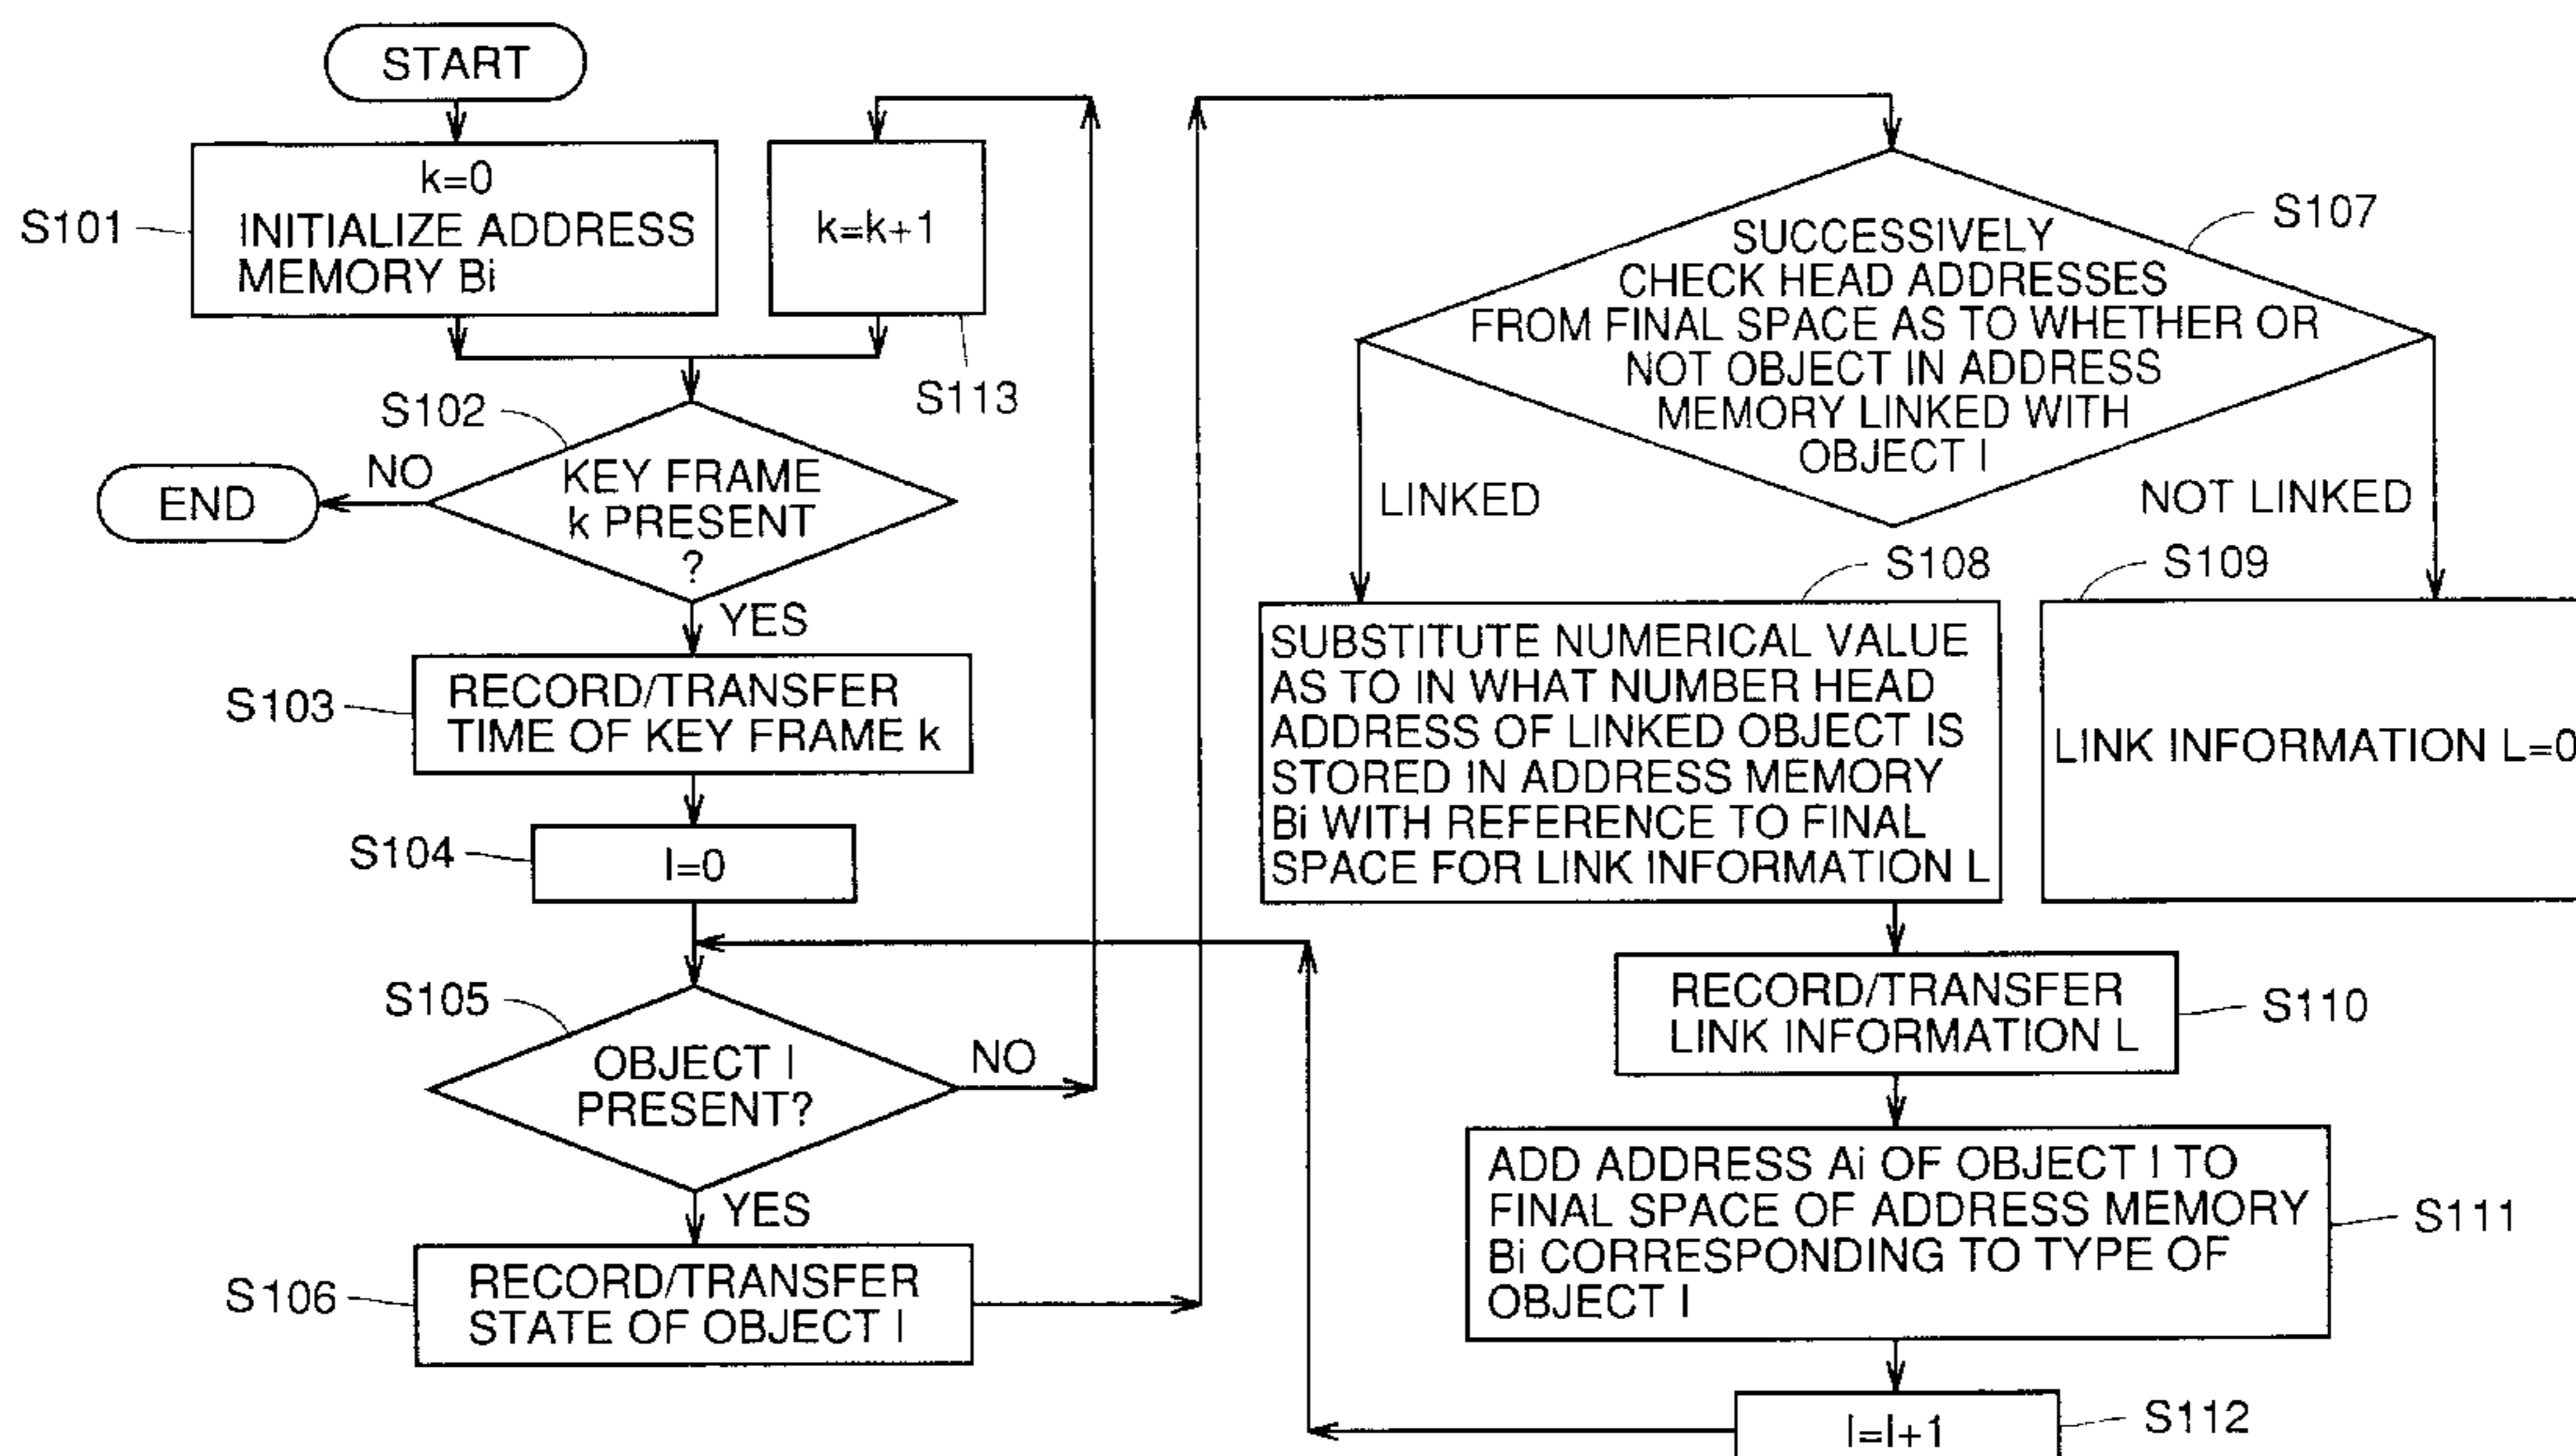 START
S101
k=0
INITIALIZE ADDRESS
MEMORY Bi
k=k+1
S113
S102
KEY FRAME
k PRESENT
?
NO
END
YES
S103
RECORD/TRANSFER
TIME OF KEY FRAME k
S104
I=0
S105
OBJECT I
PRESENT?
NO
YES
S106
RECORD/TRANSFER
STATE OF OBJECT I
S107
SUCCESSIVELY
CHECK HEAD ADDRESSES
FROM FINAL SPACE AS TO WHETHER OR
NOT OBJECT IN ADDRESS
MEMORY LINKED WITH
OBJECT I
LINKED
NOT LINKED
S108
SUBSTITUTE NUMERICAL VALUE
AS TO IN WHAT NUMBER HEAD
ADDRESS OF LINKED OBJECT IS
STORED IN ADDRESS MEMORY
Bi WITH REFERENCE TO FINAL
SPACE FOR LINK INFORMATION L
S109
LINK INFORMATION L=0
RECORD/TRANSFER
LINK INFORMATION L
S110
ADD ADDRESS Ai OF OBJECT I TO
FINAL SPACE OF ADDRESS MEMORY
Bi CORRESPONDING TO TYPE OF
OBJECT I
S111
I=I+1
S112